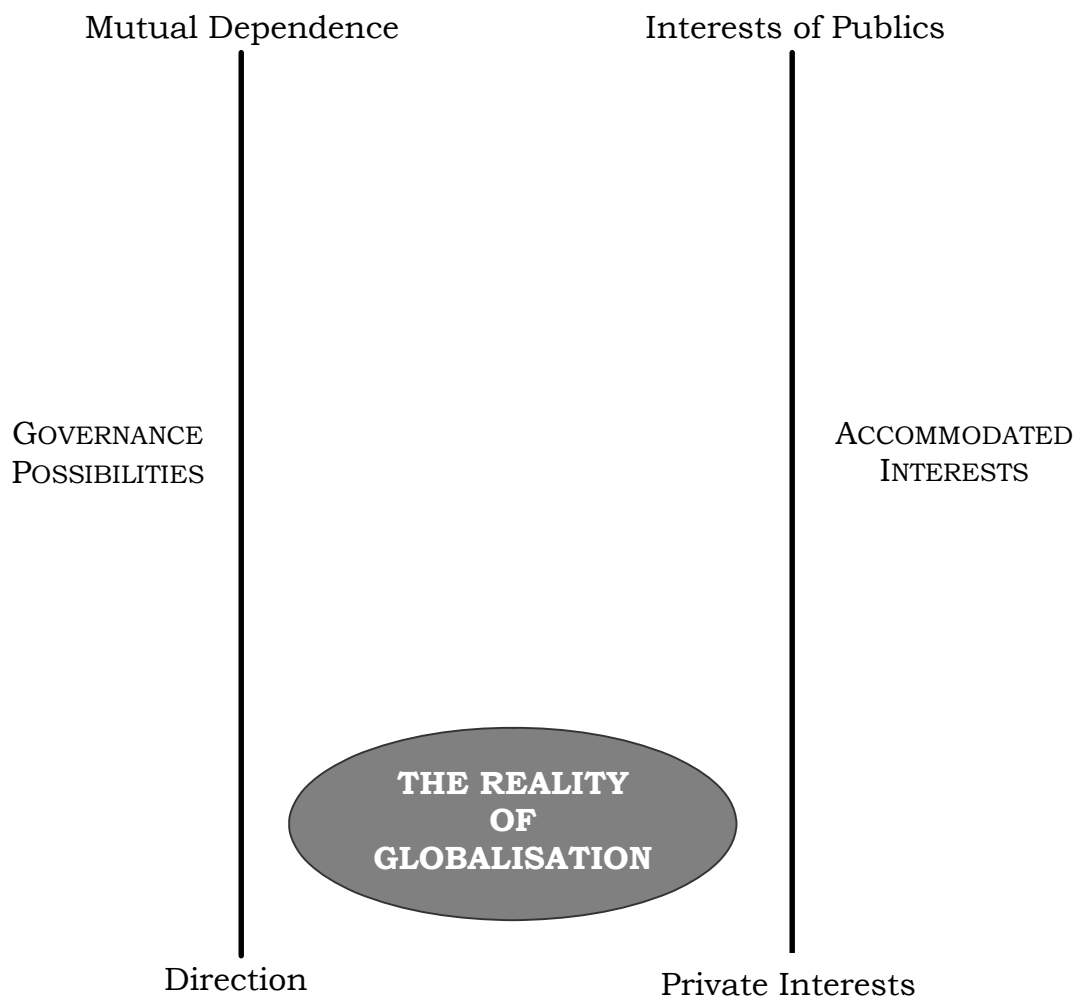 Mutual Dependence
Interests of Publics
GOVERNANCE
POSSIBILITIES
ACCOMMODATED
INTERESTS
THE REALITY
OF
GLOBALISATION
Direction
Private Interests